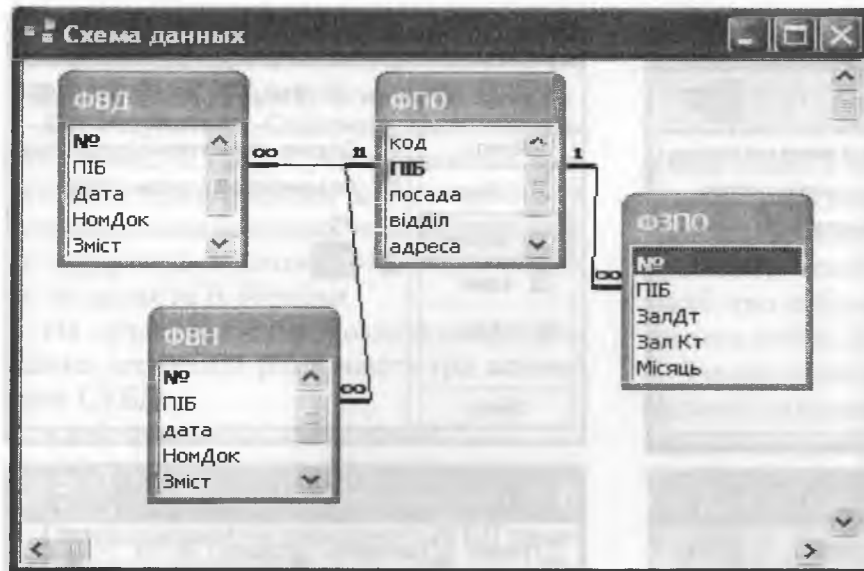 Схема данных
ФВД
№
ПІБ
Дата
НомДок
Зміст
∞
ФПО
код
ПІБ
посада
відділ
адреса
1
∞
ФЗПО
№
ПІБ
ЗалДт
Зал Кт
Місяць
ФВН
№
ПІБ
дата
НомДок
Зміст
∞